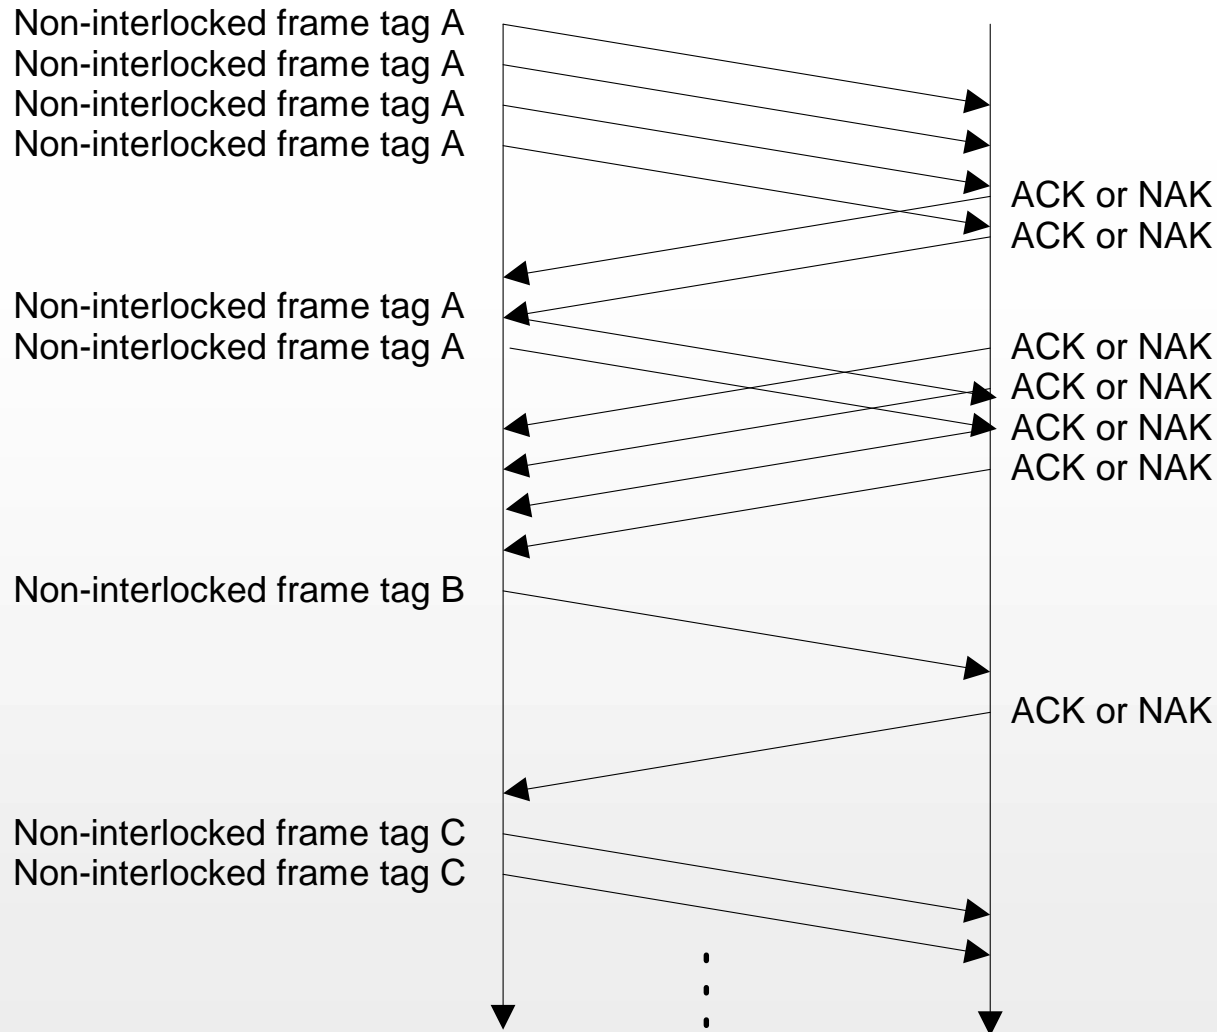 Non-interlocked frame tag A
Non-interlocked frame tag A
Non-interlocked frame tag A
Non-interlocked frame tag A
ACK or NAK
ACK or NAK
Non-interlocked frame tag A
Non-interlocked frame tag A
ACK or NAK
ACK or NAK
ACK or NAK
ACK or NAK
Non-interlocked frame tag B
ACK or NAK
Non-interlocked frame tag C
Non-interlocked frame tag C